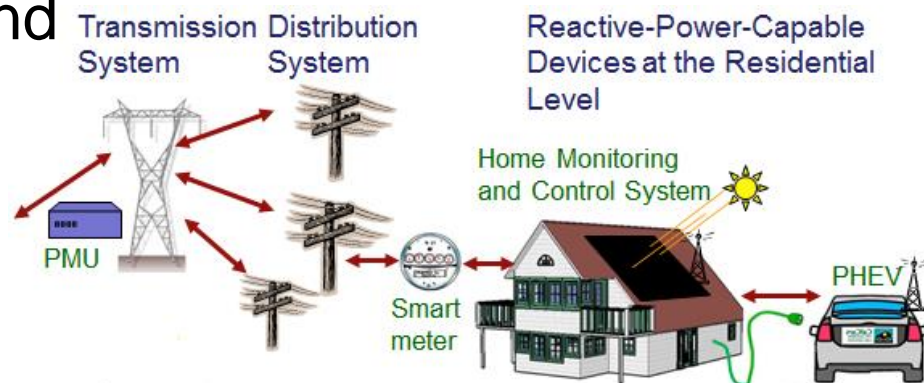 nd
Transmission
System
Distribution
System
Reactive-Power-Capable
Devices at the Residential
Level
Home Monitoring
and Control System
PMU
Smart
meter
PHEV